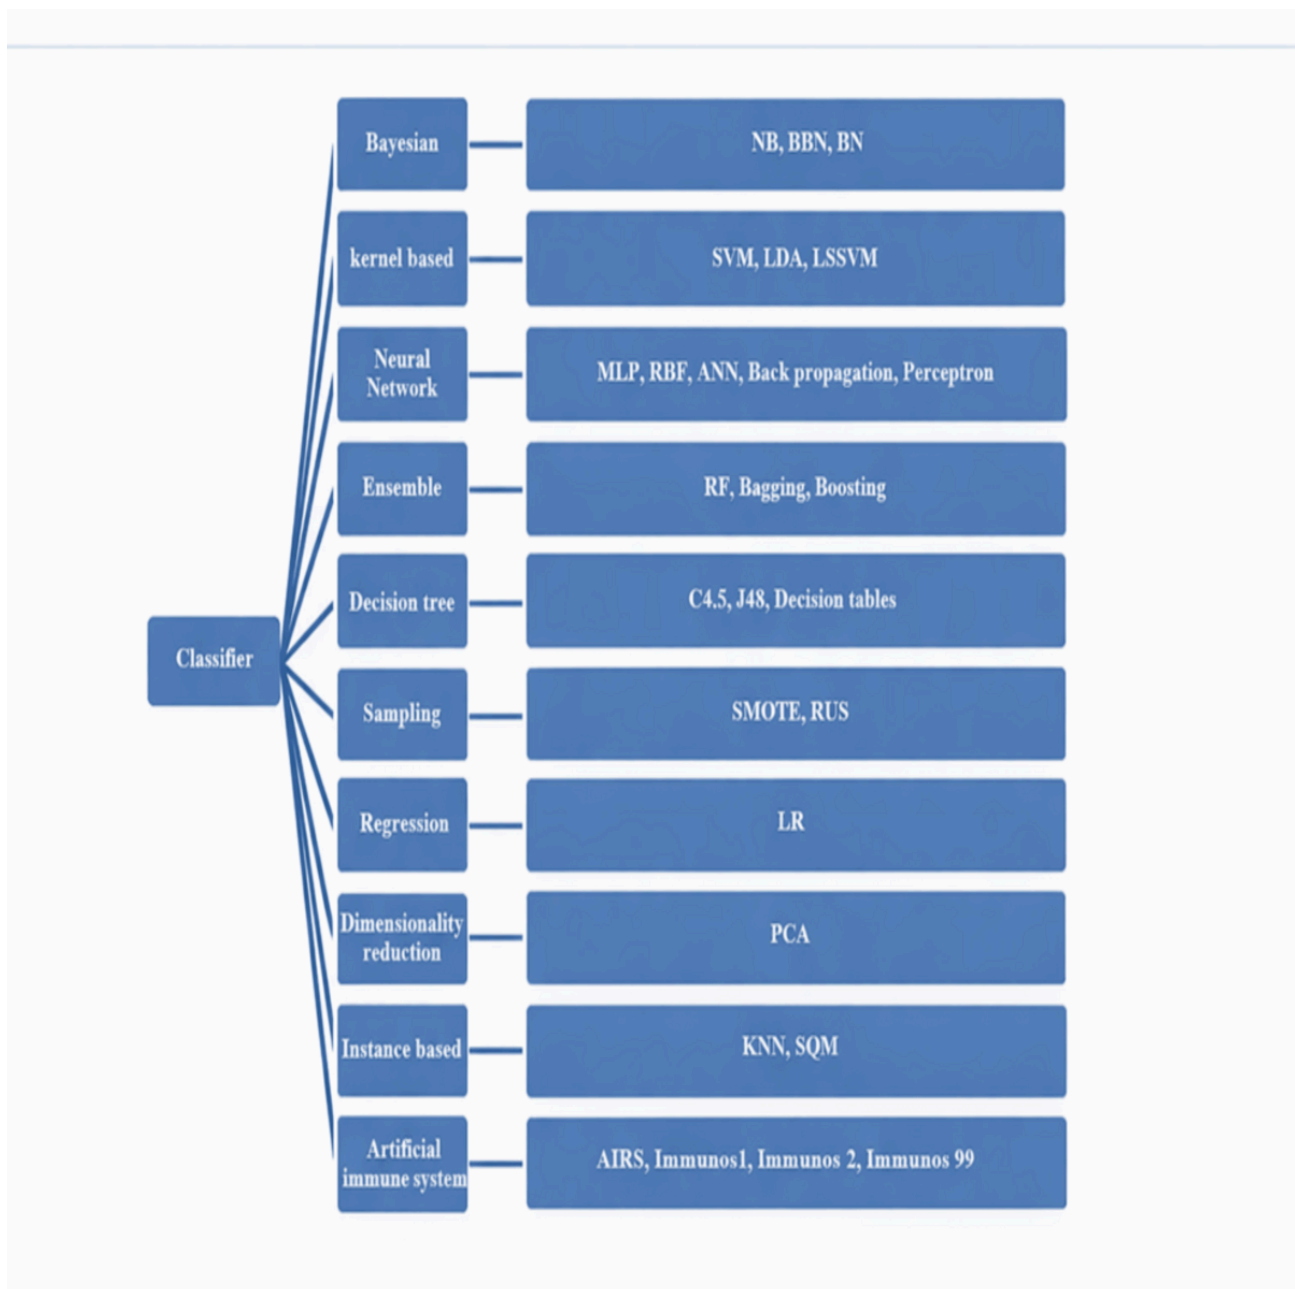 Bayesian
NB, BBN, BN
kernel based
SVM, LDA, LSSVM
Neural
Network
MLP, RBF, ANN, Back propagation, Perceptron
Ensemble
RF, Bagging, Boosting
Decision tree
C4.5, J48, Decision tables
Classifier
Sampling
SMOTE, RUS
Regression
LR
Dimensionality
reduction
PCA
Instance based
KNN, SQM
Artificial
immune system
AIRS, Immunos1, Immunos 2, Immunos 99